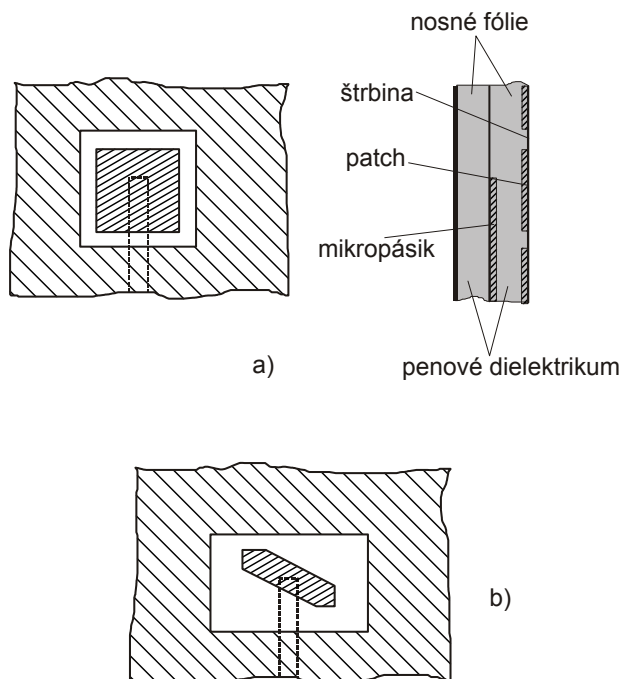 nosné fólie
štrbina
patch
mikropásik
a)
penové dielektrikum
b)